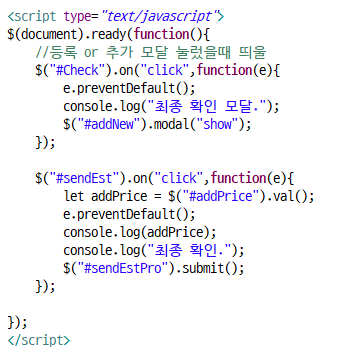 <script type="text/javascript">
$(document).ready(function(){
    //등록 or 추가 모달 눌렀을때 띄울
    $("#Check").on("click",function(e){
        e.preventDefault();
        console.log("최종 확인 모달.");
        $("#addNew").modal("show");
    });

    $("#sendEst").on("click",function(e){
        let addPrice = $("#addPrice").val();
        e.preventDefault();
        console.log(addPrice);
        console.log("최종 확인.");
        $("#sendEstPro").submit();
    });

});
</script>